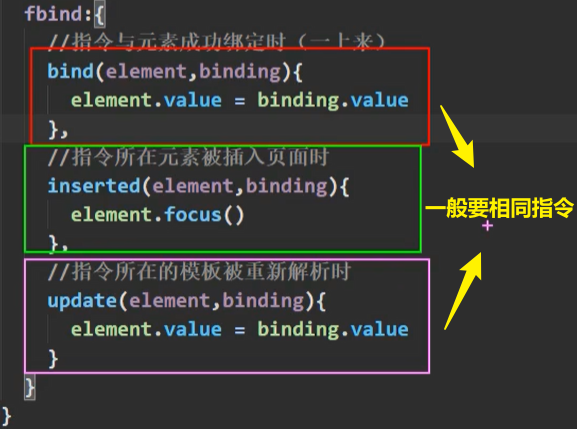 fbind:{
//指令与元素成功绑定时（一上来）
bind(element,binding){
element.value = binding.value
},
//指令所在元素被插入页面时
inserted(element,binding){
element.focus()
},
一般要相同指令
//指令所在的模板被重新解析时
update(element,binding){
element.value = binding.value
}
}
}